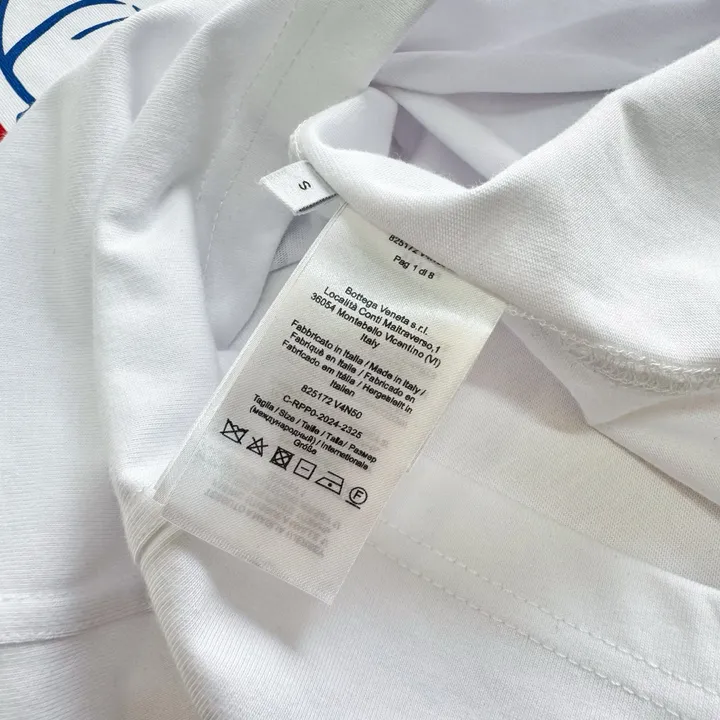 S
825172 V4N50
Pag 1 di 8
Bottega Veneta s.r.l.
Località Conti Maltraverso,1
36054 Montebello Vicentino (VI)
Italy
Fabbricato in Italia / Made in Italy /
Fabriqué en Italie / Fabricado en
Fabricado em Itália / Hergestellt in
Italien
825172 V4N50
C-RPP0-2024-2325
Taglia / Size / Taille / Talla / Размер
(международный) / Internationale
Größe
F